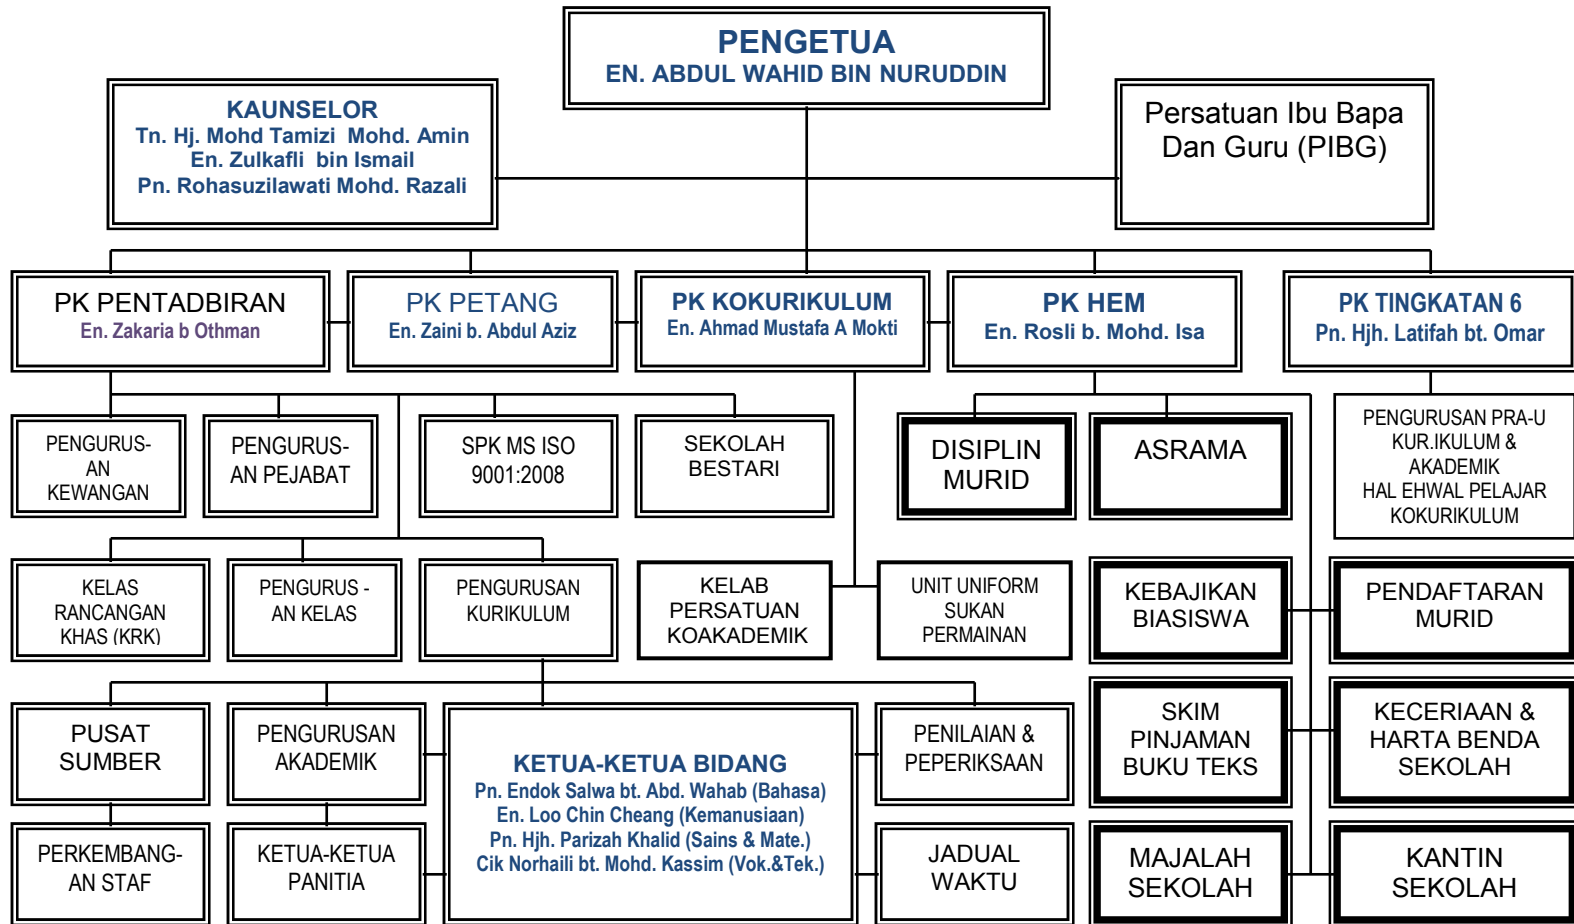 PENGETUA
EN. ABDUL WAHID BIN NURUDDIN
KAUNSELOR
Tn. Hj. Mohd Tamizi Mohd. Amin
En. Zulkafli bin Ismail
Pn. Rohasuzilawati Mohd. Razali
Persatuan Ibu Bapa
Dan Guru (PIBG)
PK PENTADBIRAN
En. Zakaria b Othman
PK PETANG
En. Zaini b. Abdul Aziz
PK KOKURIKULUM
En. Ahmad Mustafa A Mokti
PK HEM
En. Rosli b. Mohd. Isa
PK TINGKATAN 6
Pn. Hjh. Latifah bt. Omar
PENGURUS-
AN
KEWANGAN
PENGURUS-
AN PEJABAT
SPK MS ISO
9001:2008
SEKOLAH
BESTARI
DISIPLIN
MURID
ASRAMA
PENGURUSAN PRA-U
KUR.IKULUM &
AKADEMIK
HAL EHWAL PELAJAR
KOKURIKULUM
KELAS
RANCANGAN
KHAS (KRK)
PENGURUS -
AN KELAS
PENGURUSAN
KURIKULUM
KELAB
PERSATUAN
KOAKADEMIK
UNIT UNIFORM
SUKAN
PERMAINAN
KEBAJIKAN
BIASISWA
PENDAFTARAN
MURID
PUSAT
SUMBER
PENGURUSAN
AKADEMIK
KETUA-KETUA BIDANG
Pn. Endok Salwa bt. Abd. Wahab (Bahasa)
En. Loo Chin Cheang (Kemanusiaan)
Pn. Hjh. Parizah Khalid (Sains & Mate.)
Cik Norhaili bt. Mohd. Kassim (Vok.&Tek.)
PENILAIAN &
PEPERIKSAAN
SKIM
PINJAMAN
BUKU TEKS
KECERIAAN &
HARTA BENDA
SEKOLAH
PERKEMBANG-
AN STAF
KETUA-KETUA
PANITIA
JADUAL
WAKTU
MAJALAH
SEKOLAH
KANTIN
SEKOLAH